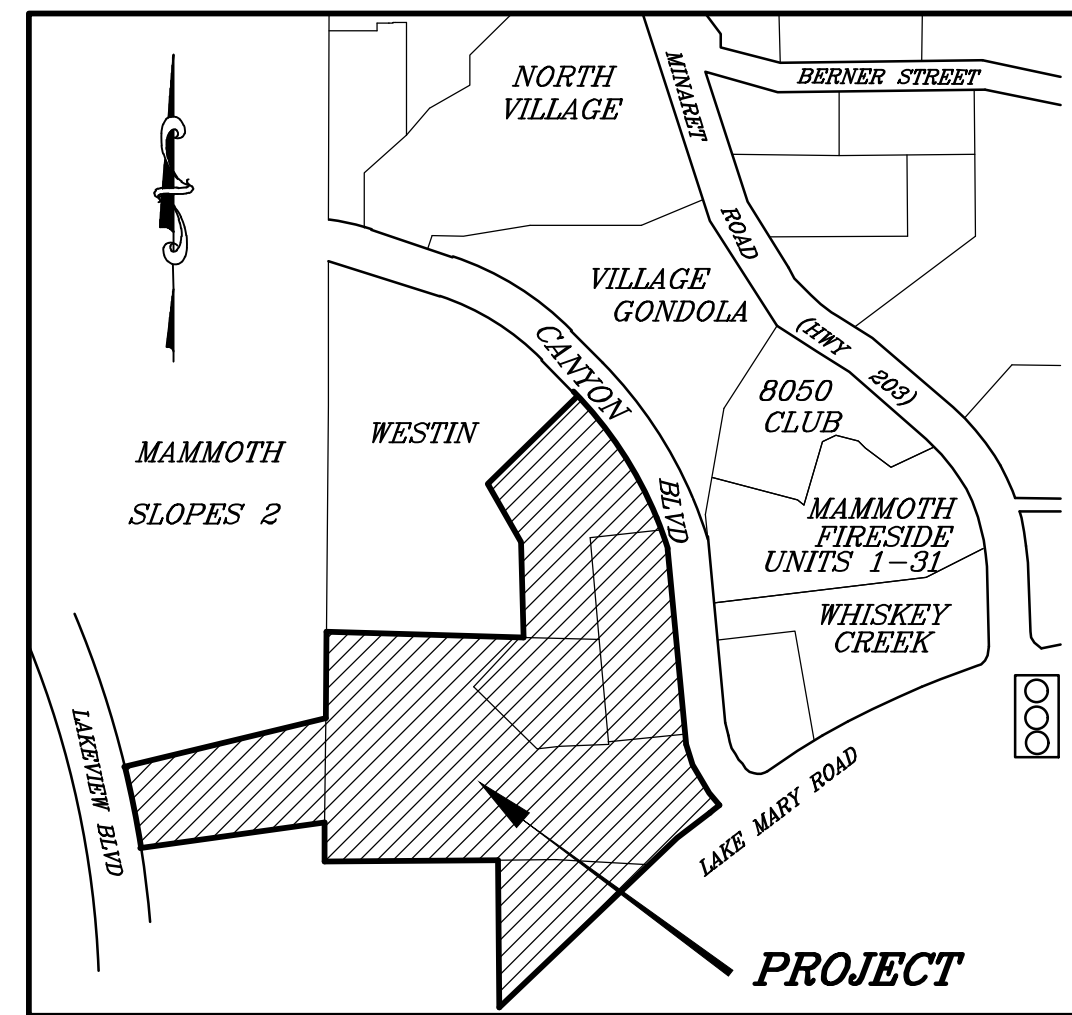 NORTH
VILLAGE
MINARET
ROAD
BERNER STREET
VILLAGE
GONDOLA
(HWY 203)
CANYON
BLVD
8050
CLUB
MAMMOTH
SLOPES 2
WESTIN
MAMMOTH
FIRESIDE
UNITS 1-31
WHISKEY
CREEK
LAKEVIEW BLVD
LAKE MARY ROAD
PROJECT